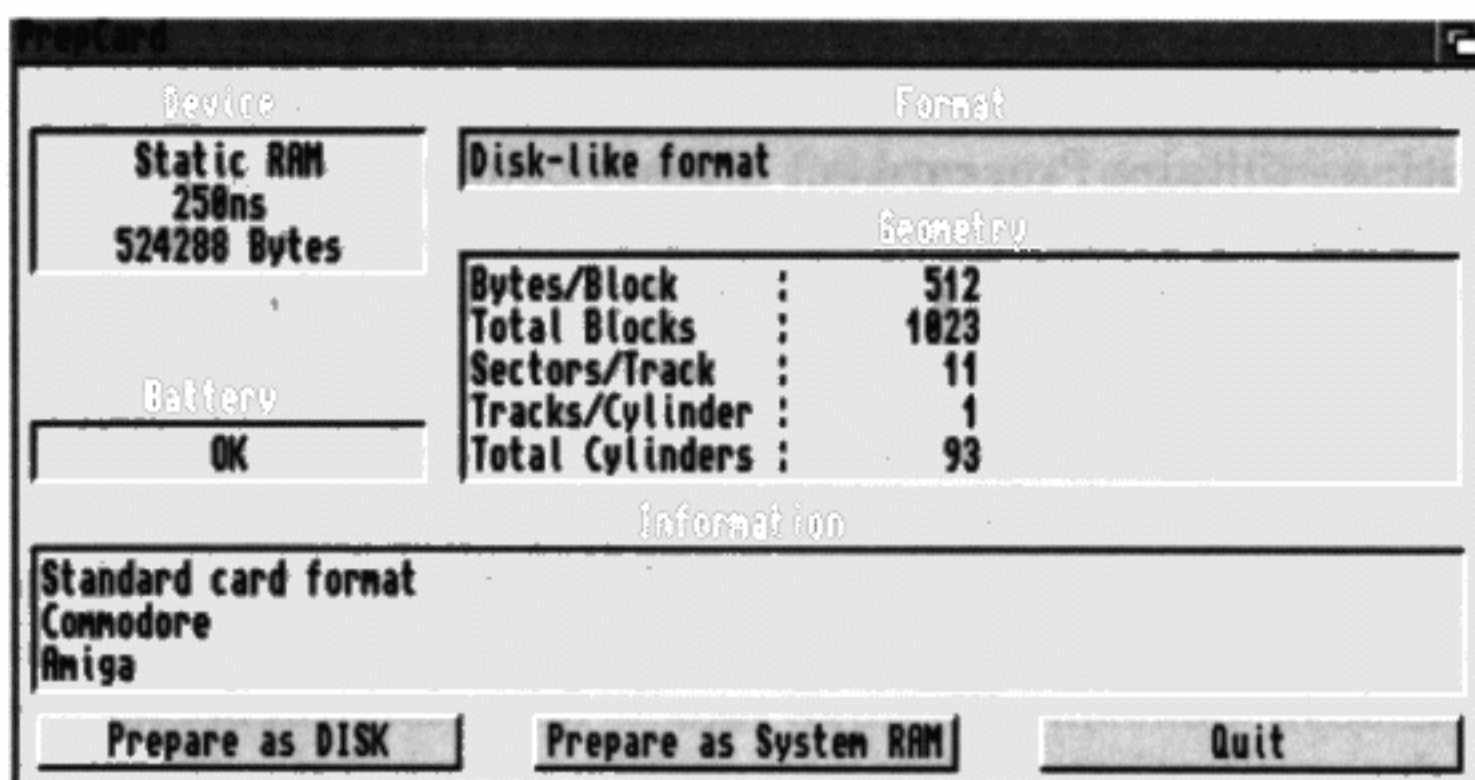 PrepCard
Device
Static RAM
250ns
524288 Bytes
Battery
OK
Format
Disk-like format
Geometry
Bytes/Block : 512
Total Blocks : 1023
Sectors/Track : 11
Tracks/Cylinder : 1
Total Cylinders : 93
Information
Standard card format
Commodore
Amiga
Prepare as DISK
Prepare as System RAM
Quit